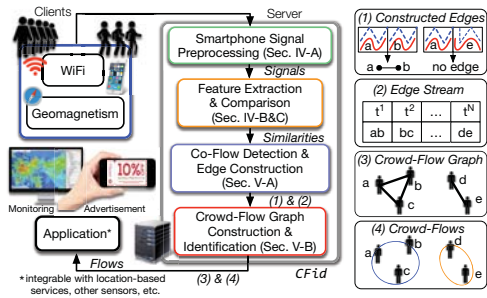 Clients
Server
WiFi
Geomagnetism
Smartphone Signal
Preprocessing (Sec. IV-A)
Signals
Feature Extraction
& Comparison
(Sec. IV-B&C)
Similarities
Co-Flow Detection &
Edge Construction
(Sec. V-A)
(1) & (2)
Crowd-Flow Graph
Construction &
Identification (Sec. V-B)
CFid
10%
Monitoring
Advertisement
Application*
Flows
(3) & (4)
*integrable with location-based
services, other sensors, etc.
(1) Constructed Edges
a b a e
a b no edge
(2) Edge Stream
t¹ t² ... tᴺ
ab bc ... de
(3) Crowd-Flow Graph
a b c d e
(4) Crowd-Flows
a b c d e